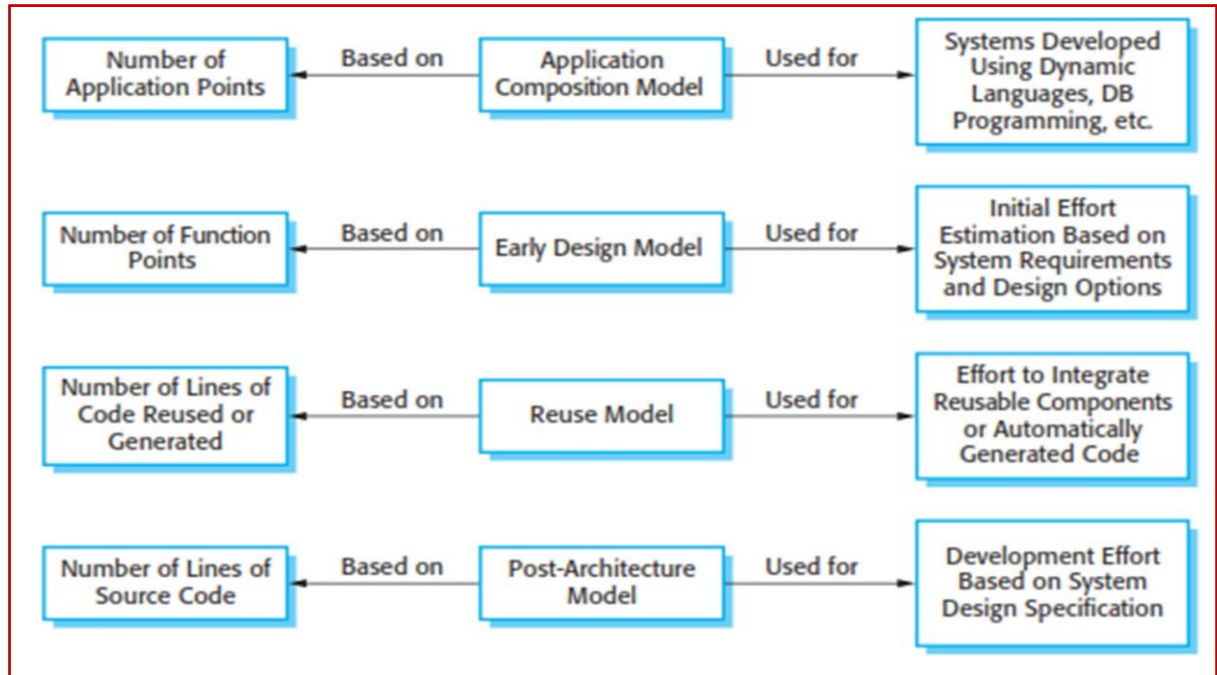 Number of
Application Points
Based on
Application
Composition Model
Used for
Systems Developed
Using Dynamic
Languages, DB
Programming, etc.
Number of Function
Points
Based on
Early Design Model
Used for
Initial Effort
Estimation Based on
System Requirements
and Design Options
Number of Lines of
Code Reused or
Generated
Based on
Reuse Model
Used for
Effort to Integrate
Reusable Components
or Automatically
Generated Code
Number of Lines of
Source Code
Based on
Post-Architecture
Model
Used for
Development Effort
Based on System
Design Specification